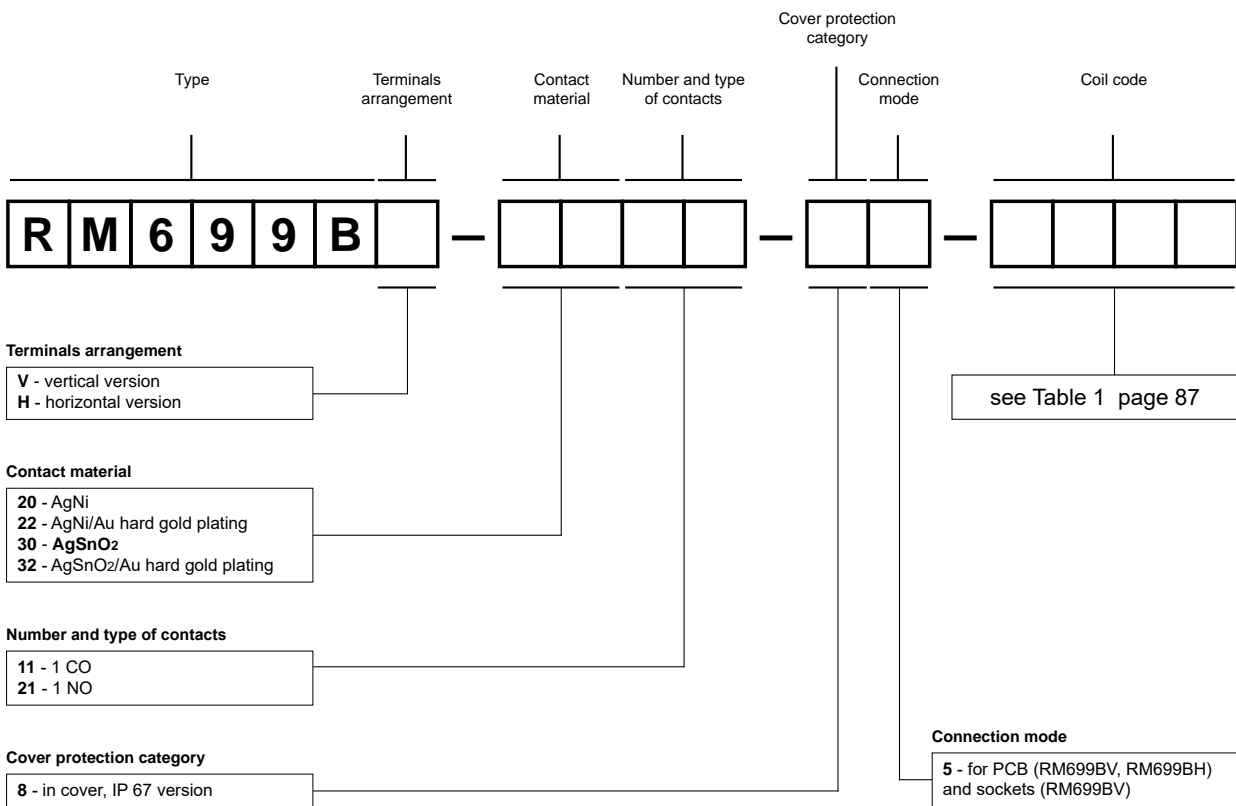 Cover protection
category
Type
Terminals
arrangement
Contact
material
Number and type
of contacts
Connection
mode
Coil code
RM699B – – –
Terminals arrangement
V - vertical version
H - horizontal version
see Table 1 page 87
Contact material
20 - AgNi
22 - AgNi/Au hard gold plating
30 - AgSnO2
32 - AgSnO2/Au hard gold plating
Number and type of contacts
11 - 1 CO
21 - 1 NO
Cover protection category
8 - in cover, IP 67 version
Connection mode
5 - for PCB (RM699BV, RM699BH)
and sockets (RM699BV)